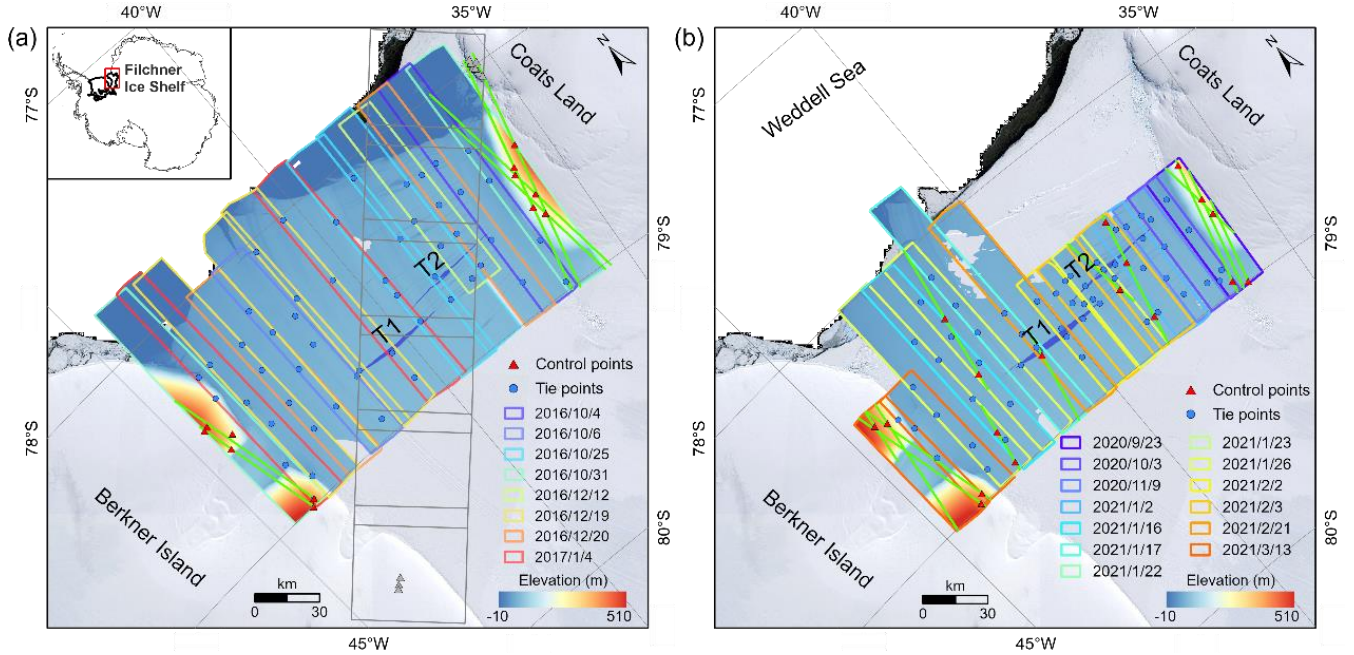 40°W
35°W
(a)
N
Filchner
Ice Shelf
Coats Land
77°S
79°S
T2
T1
Control points
Tie points
2016/10/4
2016/10/6
2016/10/25
2016/10/31
2016/12/12
2016/12/19
2016/12/20
2017/1/4
78°S
Berkner Island
80°S
km
0 30
Elevation (m)
-10 510
45°W
40°W
35°W
(b)
N
Weddell Sea
Coats Land
77°S
79°S
T2
T1
Control points
Tie points
2020/9/23
2020/10/3
2020/11/9
2021/1/2
2021/1/16
2021/1/17
2021/1/22
2021/1/23
2021/1/26
2021/2/2
2021/2/3
2021/2/21
2021/3/13
78°S
Berkner Island
80°S
km
0 30
Elevation (m)
-10 510
45°W